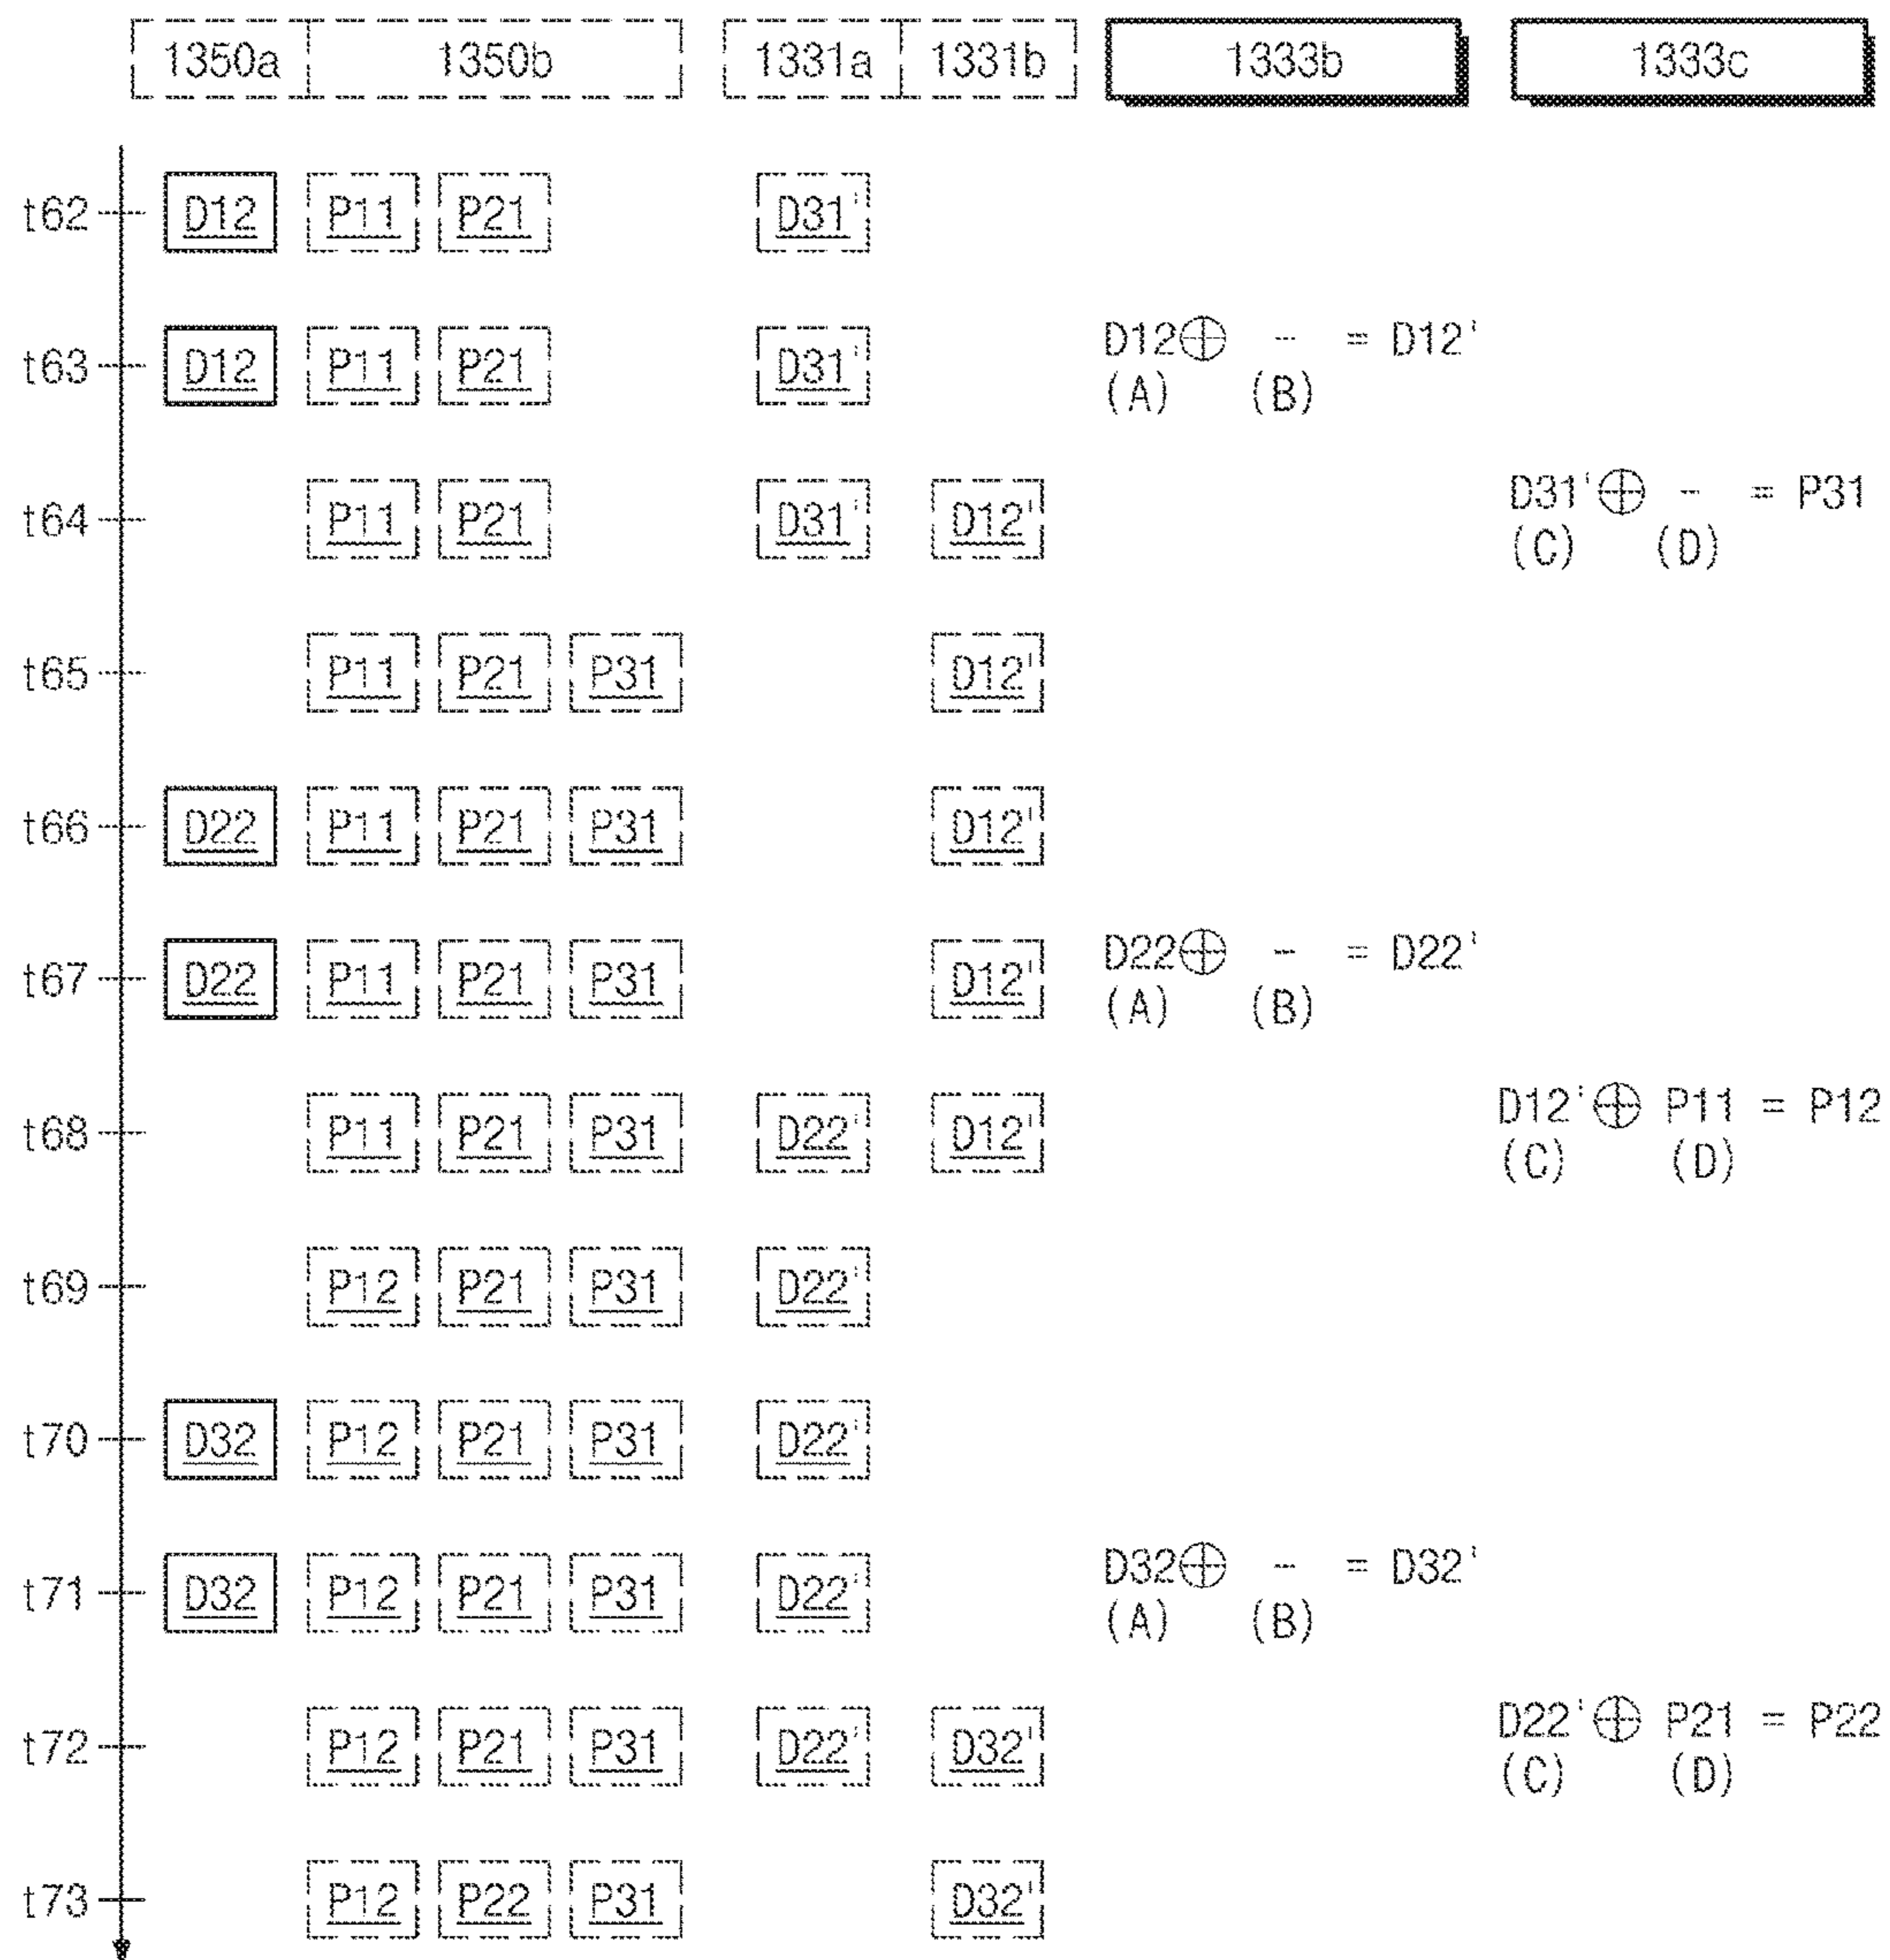 1350a 1350b 1331a 1331b 1333b 1333c
t62 D12 P11 P21 D31'
t63 D12 P11 P21 D31' D12⊕ - = D12'
(A) (B)
t64 P11 P21 D31' D12' D31'⊕ - = P31
(C) (D)
t65 P11 P21 P31 D12'
t66 D22 P11 P21 P31 D12'
t67 D22 P11 P21 P31 D12' D22⊕ - = D22'
(A) (B)
t68 P11 P21 P31 D22' D12' D12'⊕ P11 = P12
(C) (D)
t69 P12 P21 P31 D22'
t70 D32 P12 P21 P31 D22'
t71 D32 P12 P21 P31 D22' D32⊕ - = D32'
(A) (B)
t72 P12 P21 P31 D22' D32' D22'⊕ P21 = P22
(C) (D)
t73 P12 P22 P31 D32'